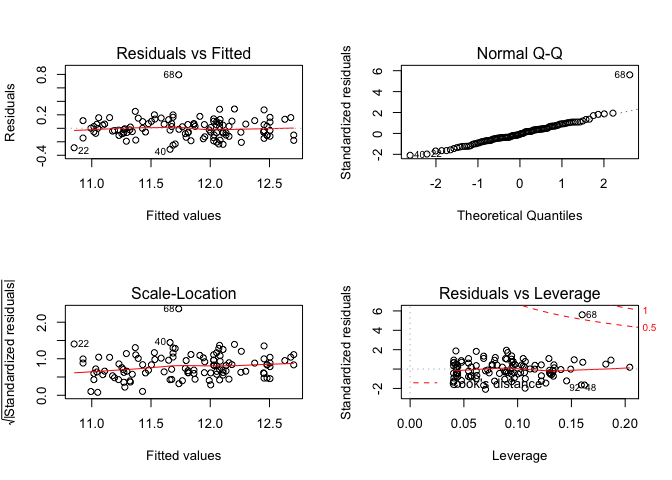 Residuals vs Fitted
Residuals
0.8
0.2
-0.4
68
22
40
11.0 11.5 12.0 12.5
Fitted values
Normal Q-Q
Standardized residuals
6
4
2
0
-2
68
40 22
-2 -1 0 1 2
Theoretical Quantiles
Scale-Location
√|Standardized residuals|
2.0
1.0
0.0
68
22
40
11.0 11.5 12.0 12.5
Fitted values
Residuals vs Leverage
Standardized residuals
6
4
2
-2
68
1
0.5
Cook's distance
92 48
0.00 0.05 0.10 0.15 0.20
Leverage